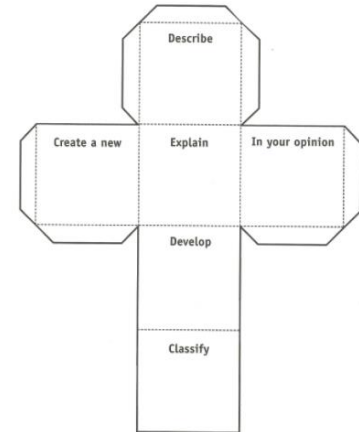 Describe
Create a new
Explain
In your opinion
Develop
Classify